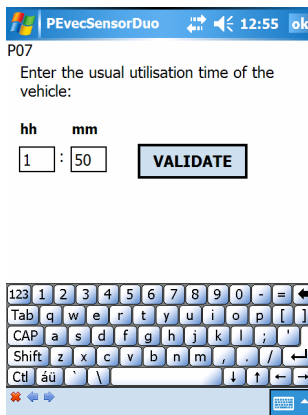 PEvecSensorDuo 12:55 ok
P07
Enter the usual utilisation time of the
vehicle:
hh mm
1 : 50 VALIDATE
123 1 2 3 4 5 6 7 8 9 0 - = 
Tab q w e r t y u i o p [ ]
CAP a s d f g h j k l ; '
Shift z x c v b n m , . /
Ctl áü ` \